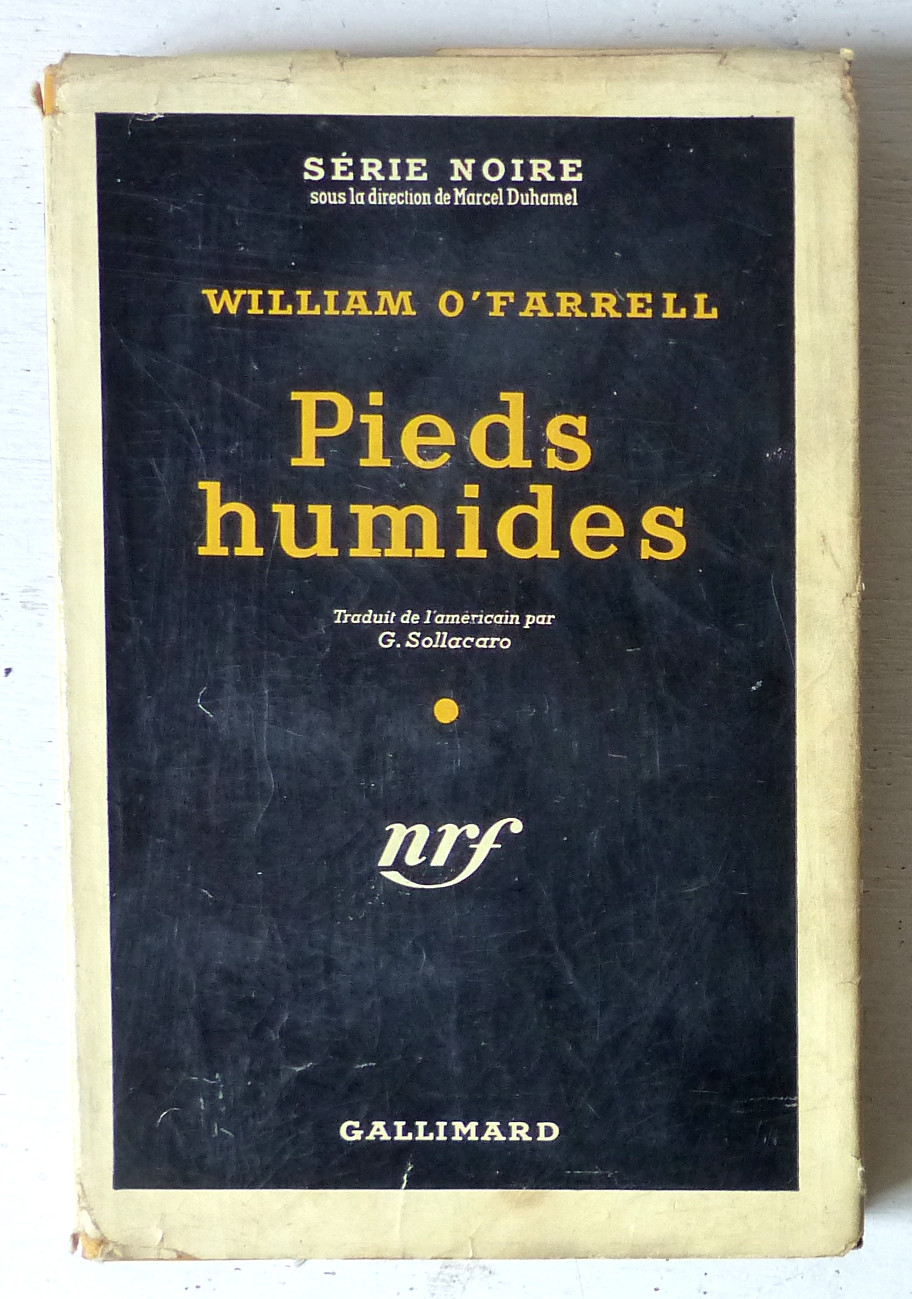 SÉRIE NOIRE
sous la direction de Marcel Duhamel
WILLIAM O'FARRELL
Pieds
humides
Traduit de l'américain par
G. Sollacaro
nrf
GALLIMARD